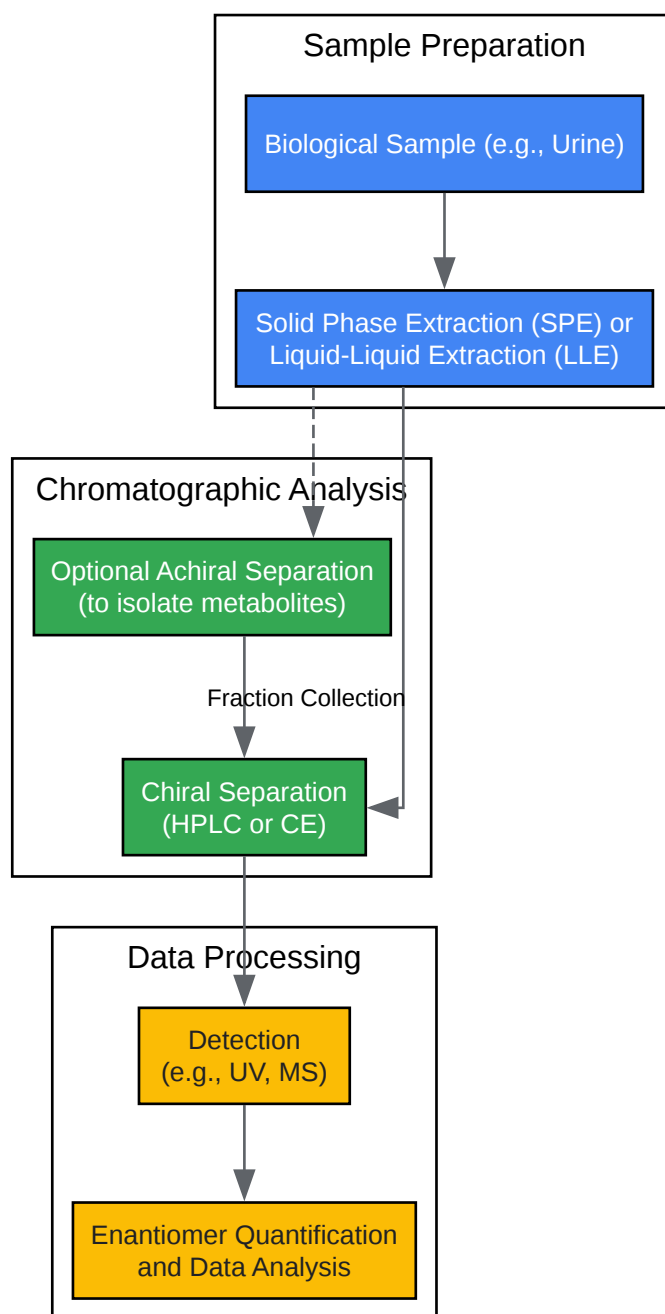 Sample Preparation
Biological Sample (e.g., Urine)
Solid Phase Extraction (SPE) or
Liquid-Liquid Extraction (LLE)
Chromatographic Analysis
Optional Achiral Separation
(to isolate metabolites)
Fraction Collection
Chiral Separation
(HPLC or CE)
Data Processing
Detection
(e.g., UV, MS)
Enantiomer Quantification
and Data Analysis